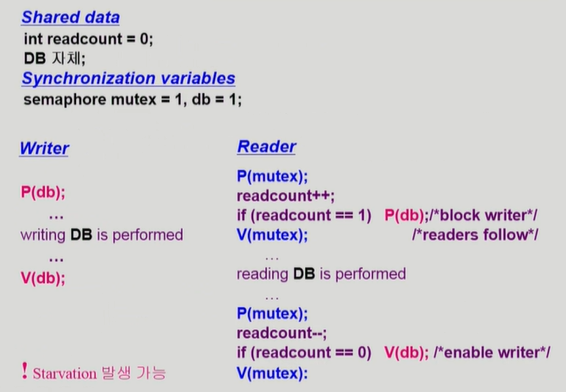 Shared data
int readcount = 0;
DB 자체;
Synchronization variables
semaphore mutex = 1, db = 1;
Writer
P(db);
...
writing DB is performed
...
V(db);
! Starvation 발생 가능
Reader
P(mutex);
readcount++;
if (readcount == 1) P(db);/*block writer*/
V(mutex); /*readers follow*/
...
reading DB is performed
...
P(mutex);
readcount--;
if (readcount == 0) V(db); /*enable writer*/
V(mutex):